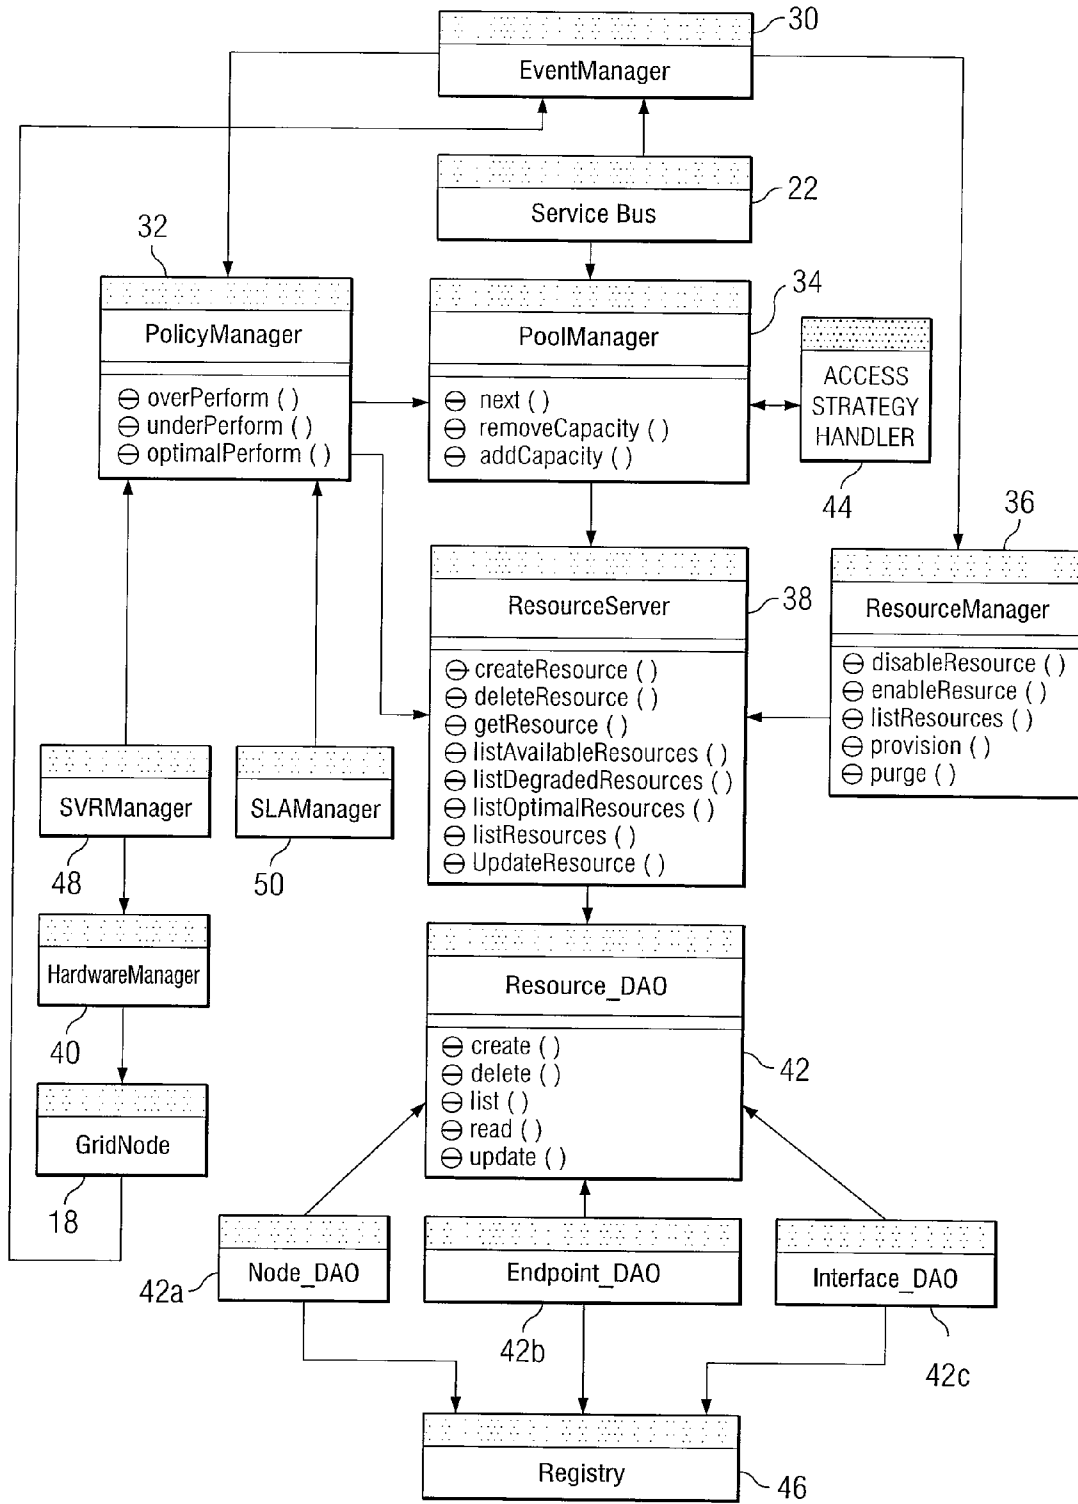 30
EventManager
22
Service Bus
32
PolicyManager
overPerform ( )
underPerform ( )
optimalPerform ( )
34
PoolManager
next ( )
removeCapacity ( )
addCapacity ( )
ACCESS
STRATEGY
HANDLER
44
36
ResourceManager
disableResource ( )
enableResurce ( )
listResources ( )
provision ( )
purge ( )
38
ResourceServer
createResource ( )
deleteResource ( )
getResource ( )
listAvailableResources ( )
listDegradedResources ( )
listOptimalResources ( )
listResources ( )
UpdateResource ( )
SVRManager
48
SLAManager
50
HardwareManager
40
GridNode
18
Resource_DAO
create ( )
delete ( )
list ( )
read ( )
update ( )
42
Node_DAO
42a
Endpoint_DAO
42b
Interface_DAO
42c
Registry
46